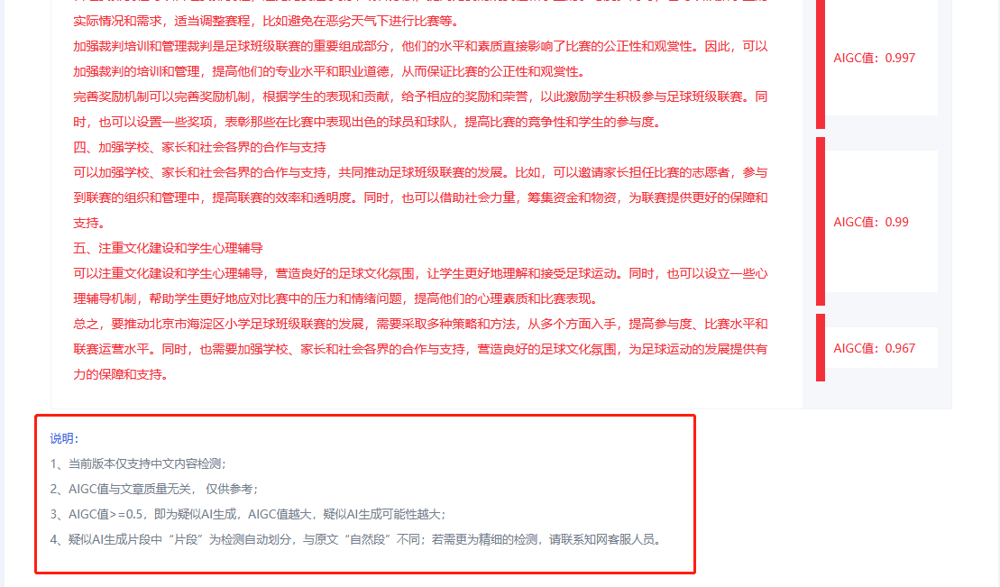 实际情况和需求，适当调整赛程，比如避免在恶劣天气下进行比赛等。
加强裁判培训和管理裁判是足球班级联赛的重要组成部分，他们的水平和素质直接影响了比赛的公正性和观赏性。因此，可以
加强裁判的培训和管理，提高他们的专业水平和职业道德，从而保证比赛的公正性和观赏性。
AIGC值：0.997
完善奖励机制可以完善奖励机制，根据学生的表现和贡献，给予相应的奖励和荣誉，以此激励学生积极参与足球班级联赛。同
时，也可以设置一些奖项，表彰那些在比赛中表现出色的球员和球队，提高比赛的竞争性和学生的参与度。
四、加强学校、家长和社会各界的合作与支持
可以加强学校、家长和社会各界的合作与支持，共同推动足球班级联赛的发展。比如，可以邀请家长担任比赛的志愿者，参与
到联赛的组织和管理中，提高联赛的效率和透明度。同时，也可以借助社会力量，筹集资金和物资，为联赛提供更好的保障和
支持。
AIGC值：0.99
五、注重文化建设和学生心理辅导
可以注重文化建设和学生心理辅导，营造良好的足球文化氛围，让学生更好地理解和接受足球运动。同时，也可以设立一些心
理辅导机制，帮助学生更好地应对比赛中的压力和情绪问题，提高他们的心理素质和比赛表现。
总之，要推动北京市海淀区小学足球班级联赛的发展，需要采取多种策略和方法，从多个方面入手，提高参与度、比赛水平和
联赛运营水平。同时，也需要加强学校、家长和社会各界的合作与支持，营造良好的足球文化氛围，为足球运动的发展提供有
力的保障和支持。
AIGC值：0.967
说明：
1、当前版本仅支持中文内容检测；
2、AIGC值与文章质量无关， 仅供参考；
3、AIGC值>=0.5，即为疑似AI生成，AIGC值越大，疑似AI生成可能性越大；
4、疑似AI生成片段中“片段”为检测自动划分，与原文“自然段”不同；若需更为精细的检测，请联系知网客服人员。